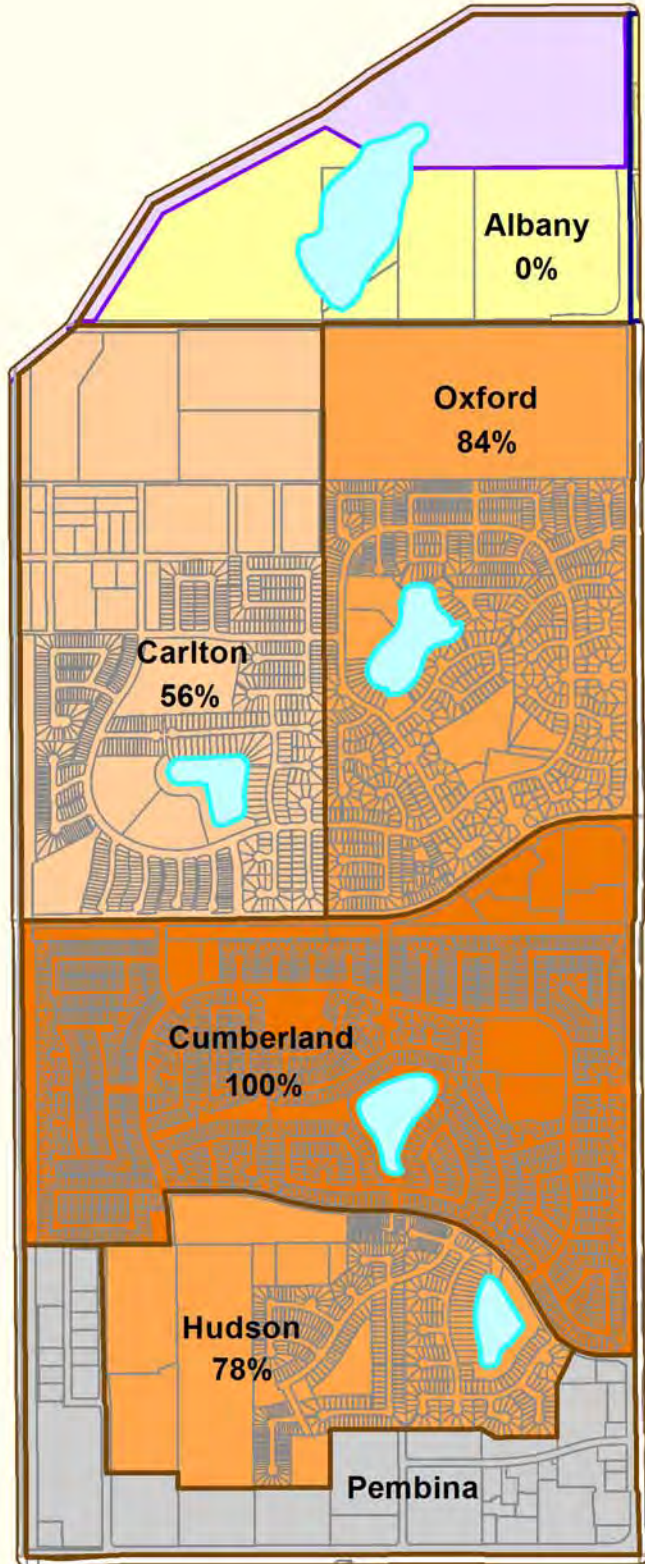 Albany
0%
Oxford
84%
Carlton
56%
Cumberland
100%
Hudson
78%
Pembina